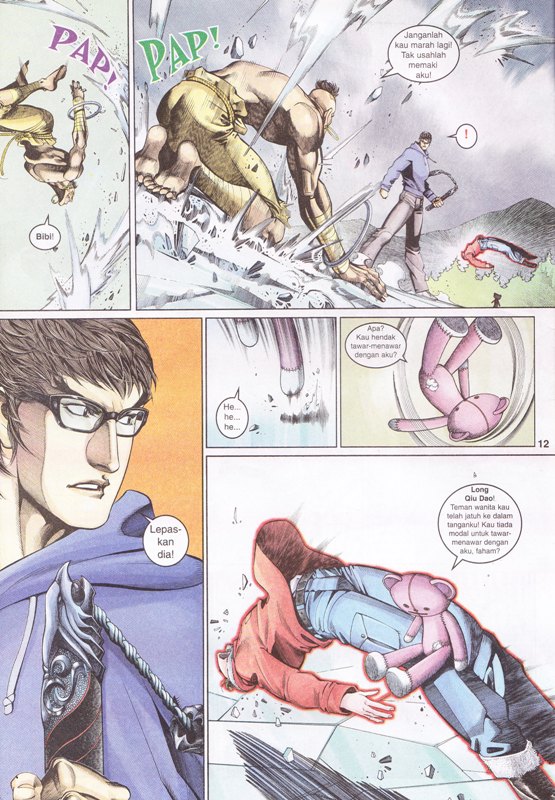 PAP!
Bibi!
PAP!
Janganlah
kau marah lagi!
Tak usahlah
memaki
aku!
!
Lepas-
kan
dia!
He...
he...
he...
Apa?
Kau hendak
tawar-menawar
dengan aku?
12
Long
Qiu Dao!
Teman wanita kau
telah jatuh ke dalam
tanganku! Kau tiada
modal untuk tawar-
menawar dengan
aku, faham?